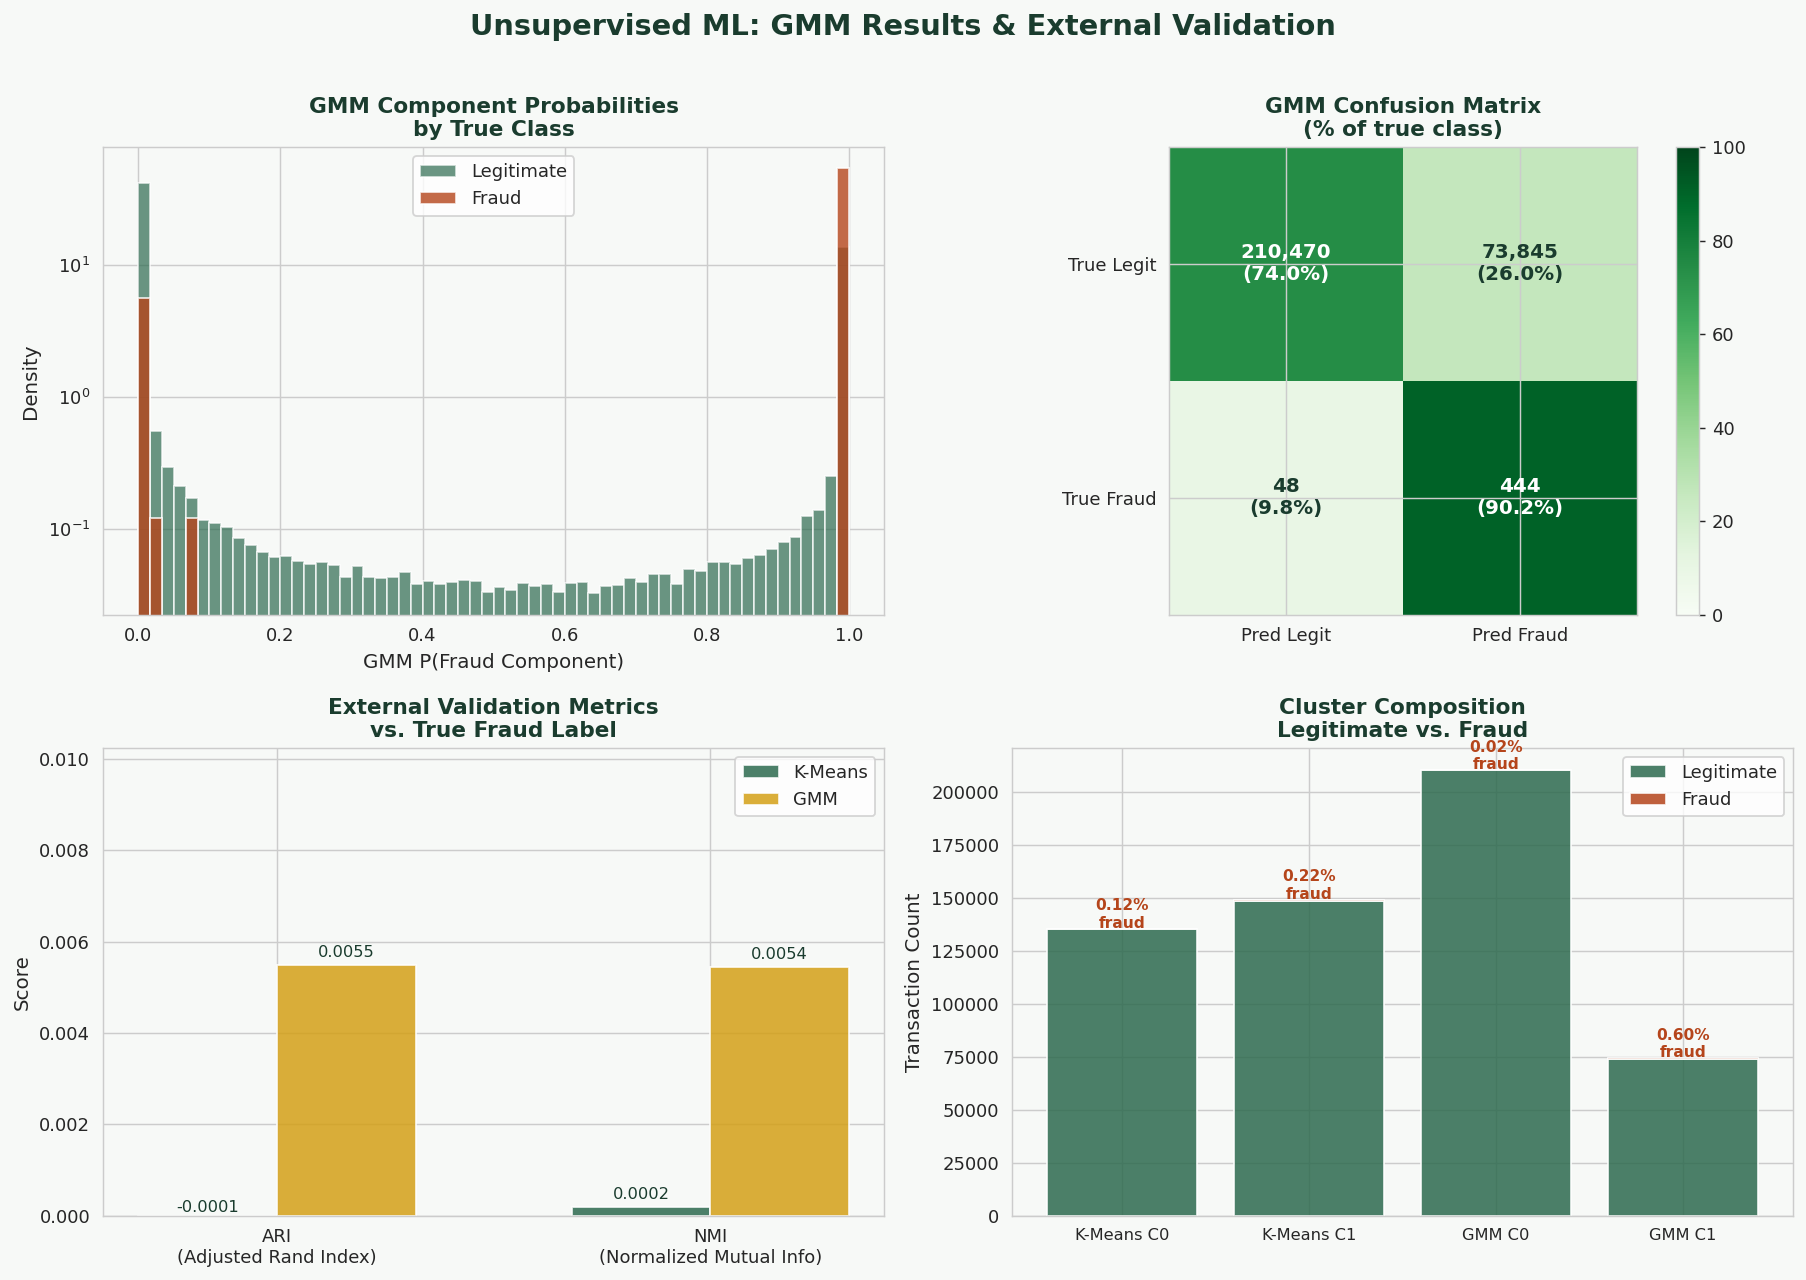 Unsupervised ML: GMM Results & External Validation
GMM Component Probabilities
by True Class
Legitimate
Fraud
10¹
10⁰
10⁻¹
Density
0.0 0.2 0.4 0.6 0.8 1.0
GMM P(Fraud Component)
GMM Confusion Matrix
(% of true class)
True Legit
True Fraud
210,470
(74.0%)
73,845
(26.0%)
48
(9.8%)
444
(90.2%)
Pred Legit Pred Fraud
100
80
60
40
20
0
External Validation Metrics
vs. True Fraud Label
K-Means
GMM
0.010
0.008
0.006
0.004
0.002
0.000
Score
-0.0001
0.0055
0.0002
0.0054
ARI
(Adjusted Rand Index)
NMI
(Normalized Mutual Info)
Cluster Composition
Legitimate vs. Fraud
Legitimate
Fraud
200000
175000
150000
125000
100000
75000
50000
25000
0
Transaction Count
0.12%
fraud
0.22%
fraud
0.02%
fraud
0.60%
fraud
K-Means C0 K-Means C1 GMM C0 GMM C1